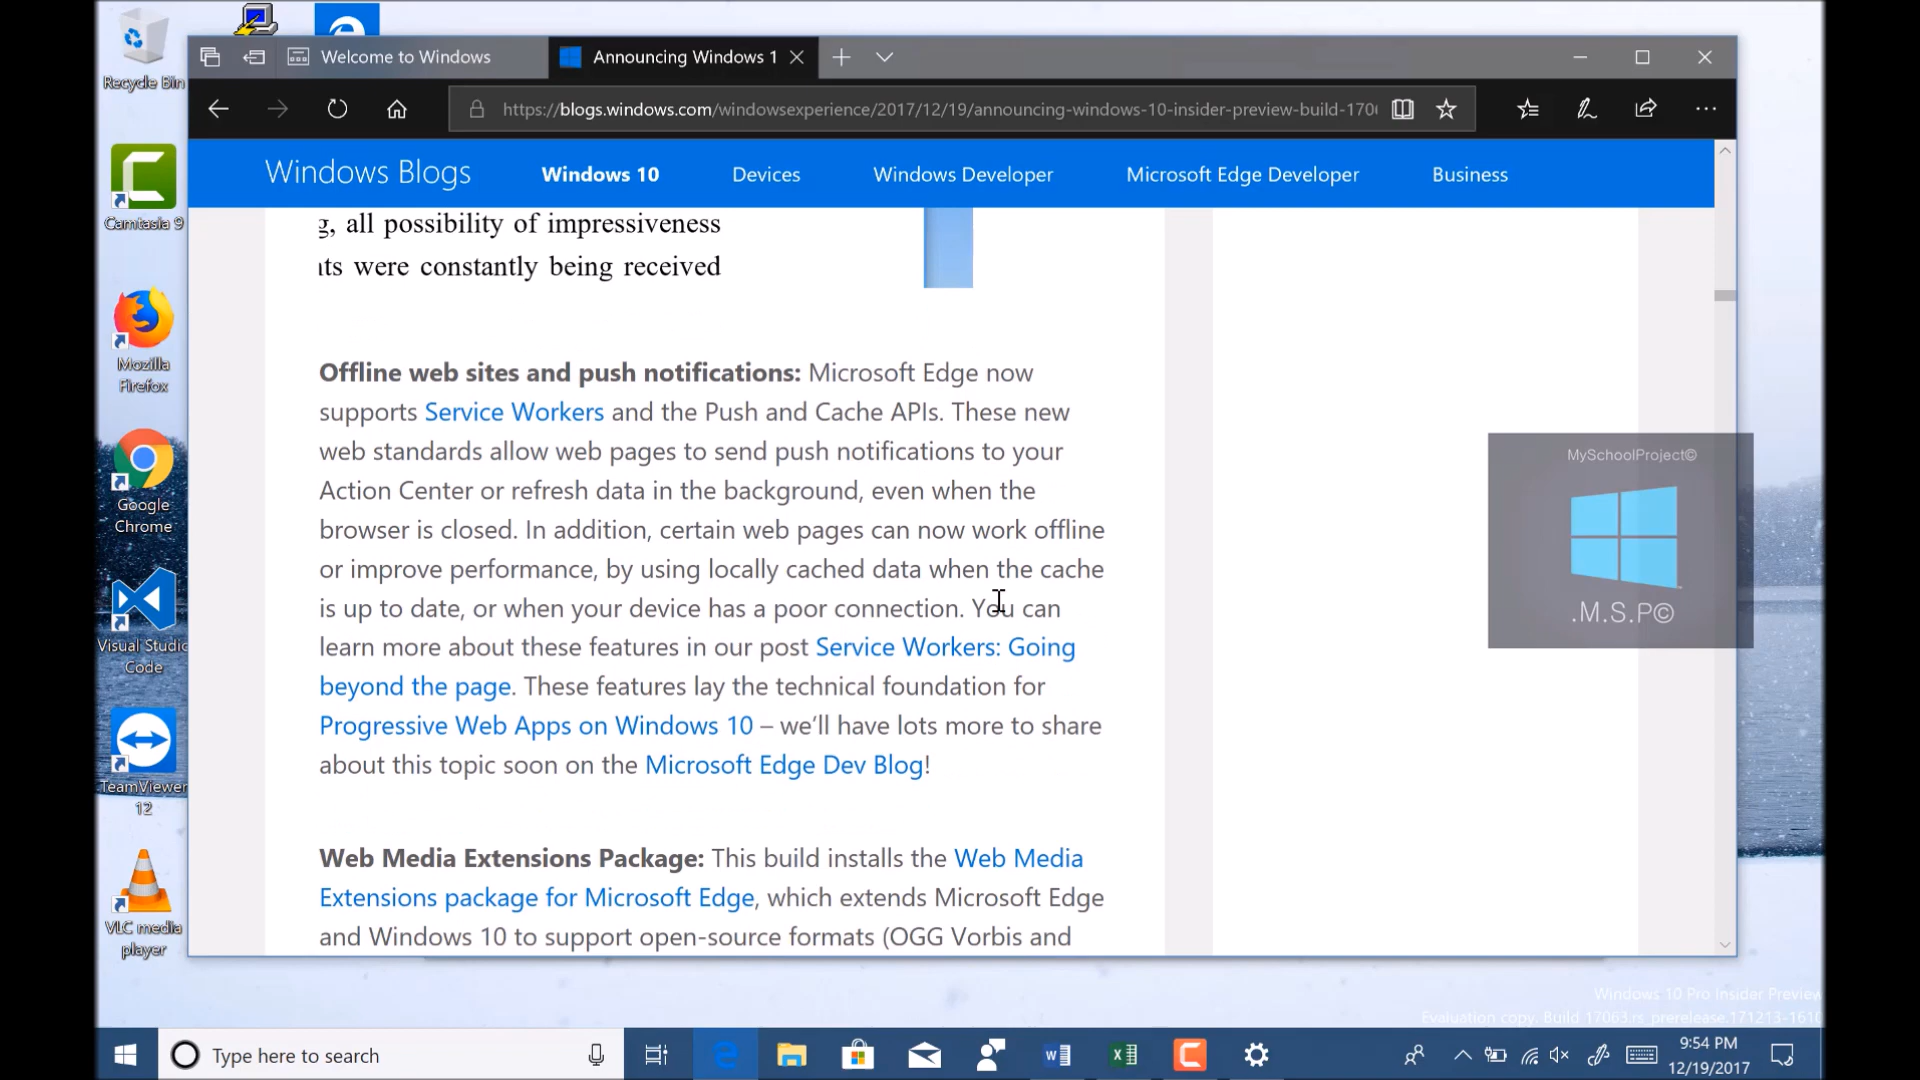 Recycle Bin
Camtasia 9
Mozilla
Firefox
Google
Chrome
Visual Studio
Code
TeamViewer
12
VLC media
player
Welcome to Windows
Announcing Windows 1
https://blogs.windows.com/windowsexperience/2017/12/19/announcing-windows-10-insider-preview-build-170
Windows Blogs
Windows 10
Devices
Windows Developer
Microsoft Edge Developer
Business
g, all possibility of impressiveness
were constantly being received
Offline web sites and push notifications: Microsoft Edge now
supports Service Workers and the Push and Cache APIs. These new
web standards allow web pages to send push notifications to your
Action Center or refresh data in the background, even when the
browser is closed. In addition, certain web pages can now work offline
or improve performance, by using locally cached data when the cache
is up to date, or when your device has a poor connection. You can
learn more about these features in our post Service Workers: Going
beyond the page. These features lay the technical foundation for
Progressive Web Apps on Windows 10 – we’ll have lots more to share
about this topic soon on the Microsoft Edge Dev Blog!
Web Media Extensions Package: This build installs the Web Media
Extensions package for Microsoft Edge, which extends Microsoft Edge
and Windows 10 to support open-source formats (OGG Vorbis and
MySchoolProject©
.M.S.P©
Windows 10 Pro Insider Preview
Evaluation copy. Build 17063.rs_prerelease.171213-1610
Type here to search
9:54 PM
12/19/2017